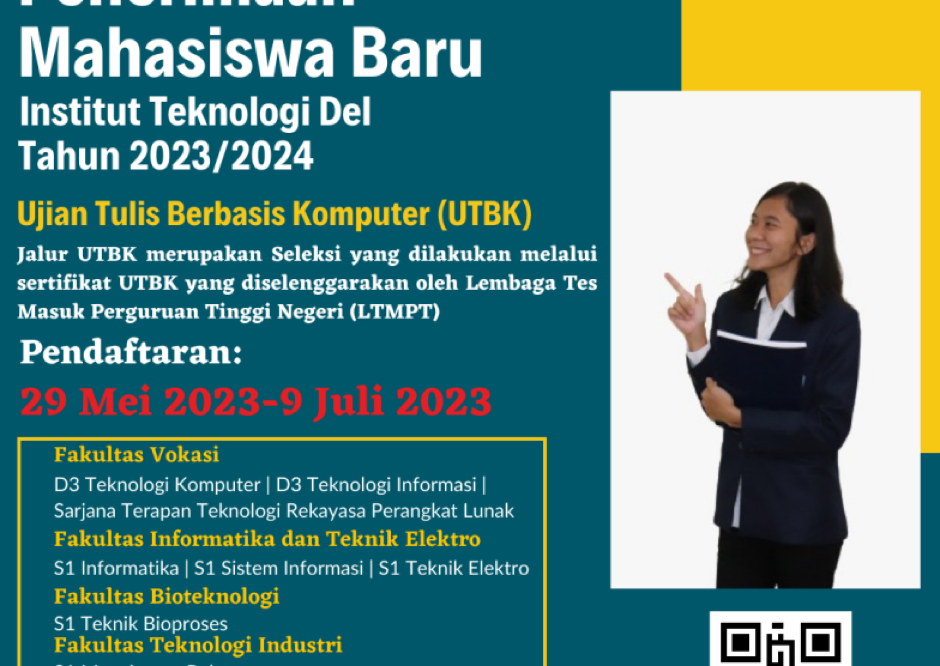 Mahasiswa Baru
Institut Teknologi Del
Tahun 2023/2024
Ujian Tulis Berbasis Komputer (UTBK)
Jalur UTBK merupakan Seleksi yang dilakukan melalui
sertifikat UTBK yang diselenggarakan oleh Lembaga Tes
Masuk Perguruan Tinggi Negeri (LTMPT)
Pendaftaran:
29 Mei 2023-9 Juli 2023
Fakultas Vokasi
D3 Teknologi Komputer | D3 Teknologi Informasi |
Sarjana Terapan Teknologi Rekayasa Perangkat Lunak
Fakultas Informatika dan Teknik Elektro
S1 Informatika | S1 Sistem Informasi | S1 Teknik Elektro
Fakultas Bioteknologi
S1 Teknik Bioproses
Fakultas Teknologi Industri